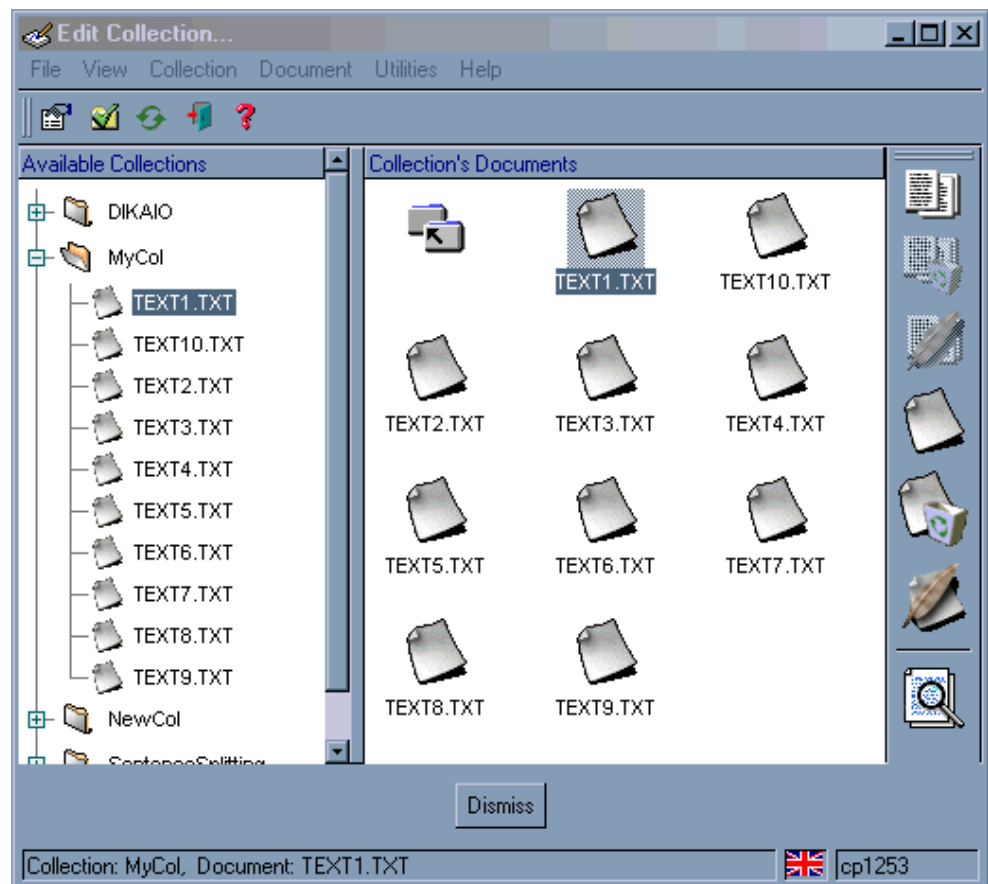 Edit Collection...
File View Collection Document Utilities Help
Available Collections
DIKAIO
MyCol
TEXT1.TXT
TEXT10.TXT
TEXT2.TXT
TEXT3.TXT
TEXT4.TXT
TEXT5.TXT
TEXT6.TXT
TEXT7.TXT
TEXT8.TXT
TEXT9.TXT
NewCol
SentenceSplitting
Collection's Documents
TEXT1.TXT TEXT10.TXT
TEXT2.TXT TEXT3.TXT TEXT4.TXT
TEXT5.TXT TEXT6.TXT TEXT7.TXT
TEXT8.TXT TEXT9.TXT
Dismiss
Collection: MyCol, Document: TEXT1.TXT cp1253